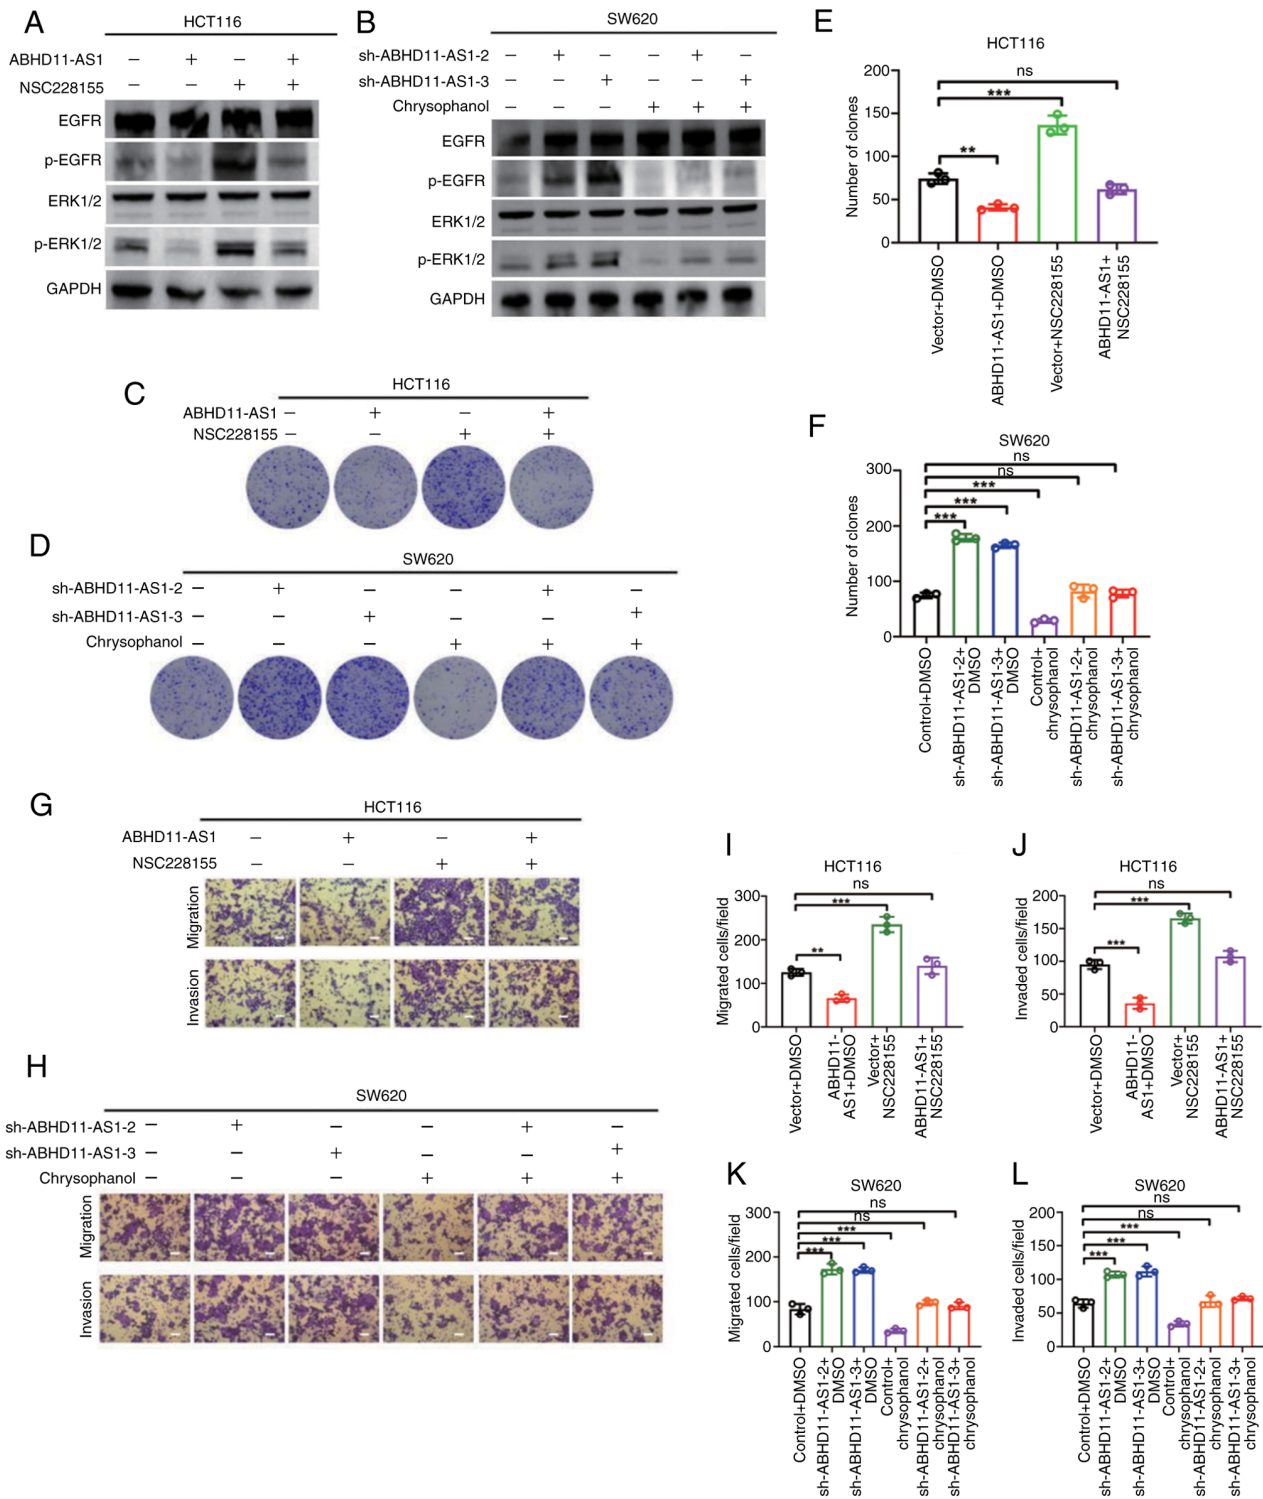 A
HCT116
ABHD11-AS1 − + − +
NSC228155 − − + +
EGFR
p-EGFR
ERK1/2
p-ERK1/2
GAPDH
B
SW620
sh-ABHD11-AS1-2 − + − − + −
sh-ABHD11-AS1-3 − − + − − +
Chrysophanol − − − + + +
EGFR
p-EGFR
ERK1/2
p-ERK1/2
GAPDH
E
HCT116
ns
***
**
Number of clones
200
150
100
50
0
Vector+DMSO
ABHD11-AS1+DMSO
Vector+NSC228155
ABHD11-AS1+
NSC228155
C
HCT116
ABHD11-AS1 − + − +
NSC228155 − − + +
D
SW620
sh-ABHD11-AS1-2 − + − − + −
sh-ABHD11-AS1-3 − − + − − +
Chrysophanol − − − + + +
F
SW620
ns
ns
***
***
***
Number of clones
300
200
100
0
Control+DMSO
sh-ABHD11-AS1-2+
DMSO
sh-ABHD11-AS1-3+
DMSO
Control+
chrysophanol
sh-ABHD11-AS1-2+
chrysophanol
sh-ABHD11-AS1-3+
chrysophanol
G
HCT116
ABHD11-AS1 − + − +
NSC228155 − − + +
Migration
Invasion
H
SW620
sh-ABHD11-AS1-2 − + − − + −
sh-ABHD11-AS1-3 − − + − − +
Chrysophanol − − − + + +
Migration
Invasion
I
HCT116
ns
***
**
Migrated cells/field
300
200
100
0
Vector+DMSO
ABHD11-
AS1+DMSO
Vector+
NSC228155
ABHD11-AS1+
NSC228155
J
HCT116
ns
***
***
Invaded cells/field
200
150
100
50
0
Vector+DMSO
ABHD11-
AS1+DMSO
Vector+
NSC228155
ABHD11-AS1+
NSC228155
K
SW620
ns
ns
***
***
***
Migrated cells/field
300
200
100
0
Control+DMSO
sh-ABHD11-AS1-2+
DMSO
sh-ABHD11-AS1-3+
DMSO
Control+
chrysophanol
sh-ABHD11-AS1-2+
chrysophanol
sh-ABHD11-AS1-3+
chrysophanol
L
SW620
ns
ns
***
***
***
Invaded cells/field
200
150
100
50
0
Control+DMSO
sh-ABHD11-AS1-2+
DMSO
sh-ABHD11-AS1-3+
DMSO
Control+
chrysophanol
sh-ABHD11-AS1-2+
chrysophanol
sh-ABHD11-AS1-3+
chrysophanol